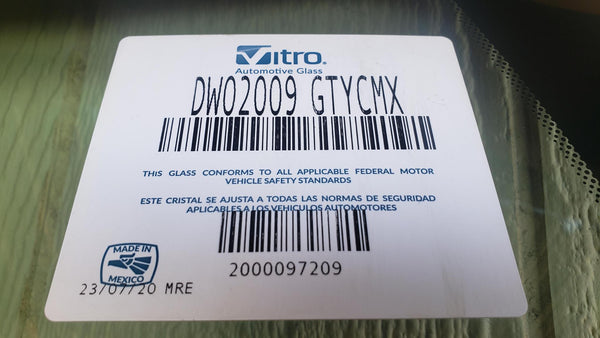 Vitro®
Automotive Glass
DW02009 GTYCMX
THIS GLASS CONFORMS TO ALL APPLICABLE FEDERAL MOTOR
VEHICLE SAFETY STANDARDS
ESTE CRISTAL SE AJUSTA A TODAS LAS NORMAS DE SEGURIDAD
APLICABLES A LOS VEHICULOS AUTOMOTORES
2000097209
MADE IN
MEXICO
23/07/20 MRE